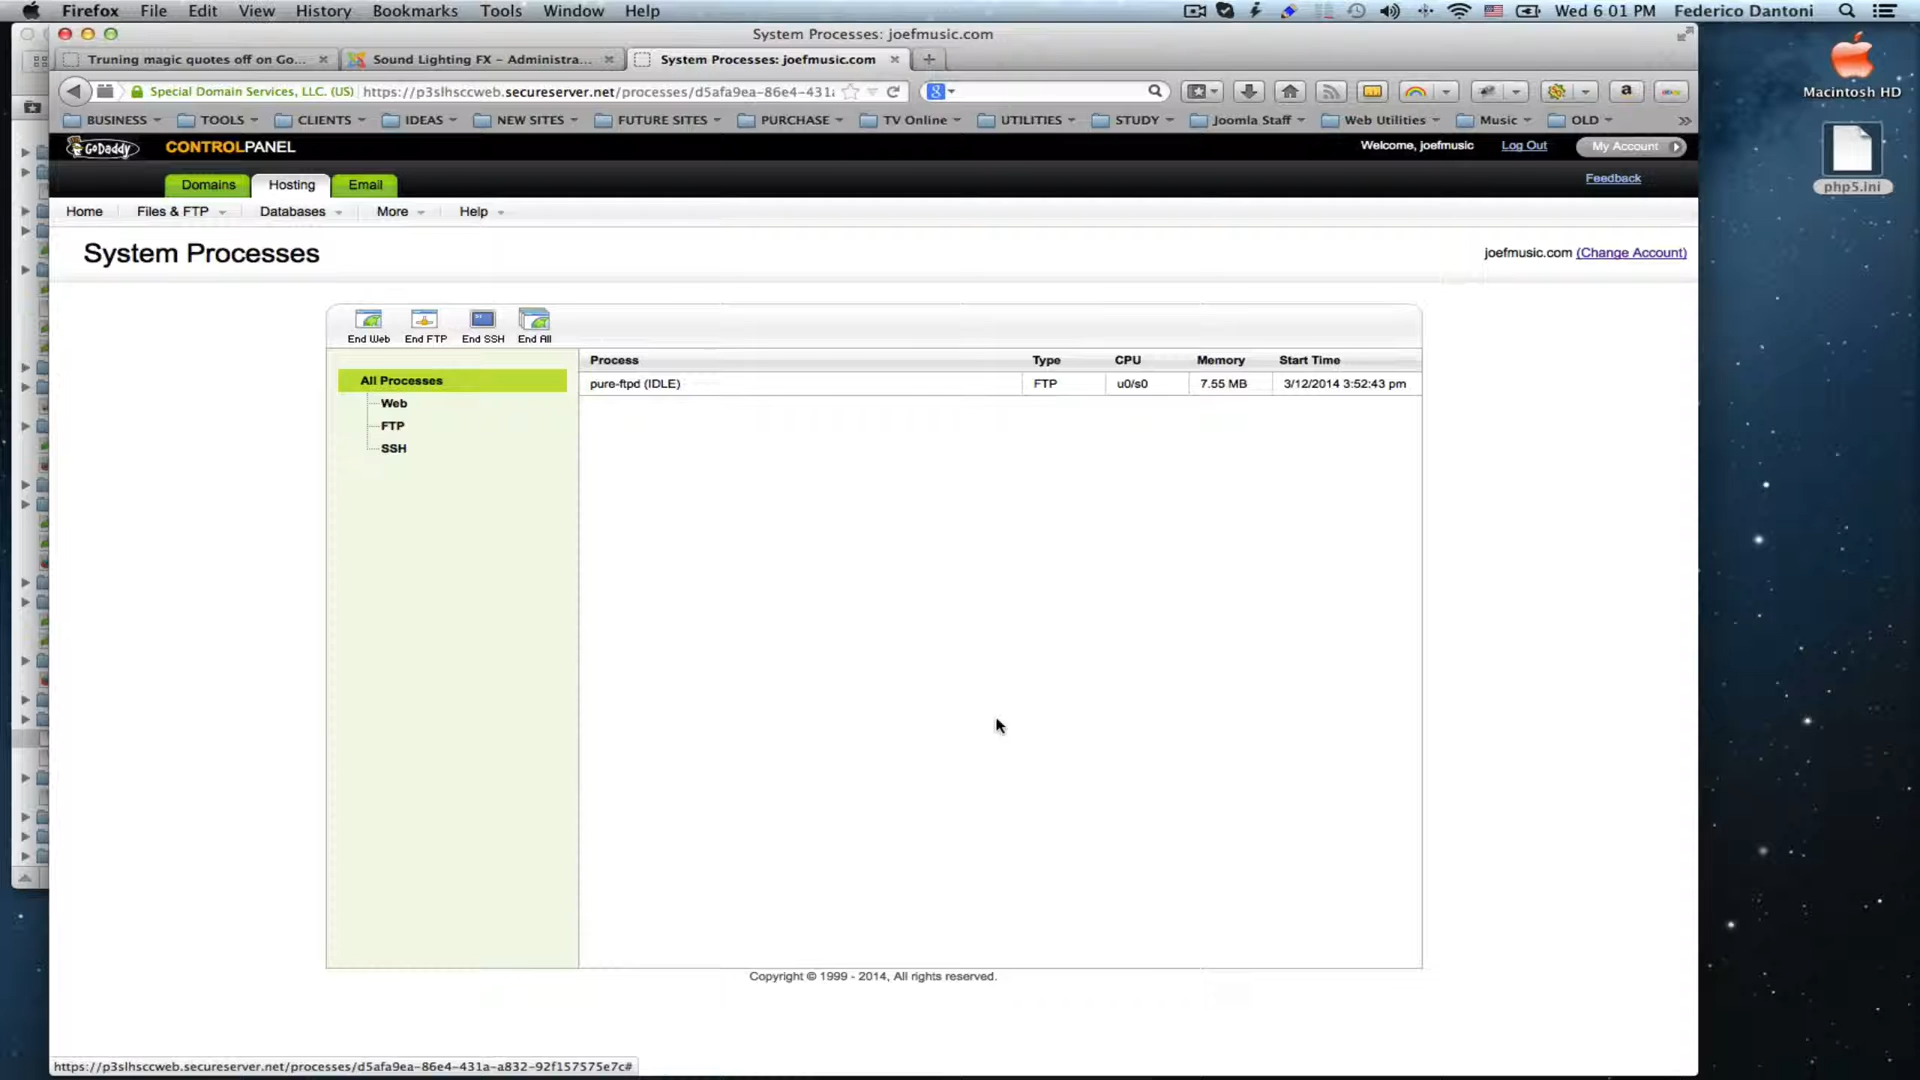 Firefox File Edit View History Bookmarks Tools Window Help Wed 6 01 PM Federico Dantoni
System Processes: joefmusic.com
Truning magic quotes off on Go... Sound Lighting FX – Administra... System Processes: joefmusic.com
Special Domain Services, LLC. (US) https://p3slhsccweb.secureserver.net/processes/d5afa9ea-86e4-431a
BUSINESS TOOLS CLIENTS IDEAS NEW SITES FUTURE SITES PURCHASE TV Online UTILITIES STUDY Joomla Staff Web Utilities Music OLD
Macintosh HD
php5.ini
GoDaddy CONTROLPANEL Welcome, joefmusic Log Out My Account
Feedback
Domains Hosting Email
Home Files & FTP Databases More Help
System Processes
joefmusic.com (Change Account)
End Web End FTP End SSH End All
Process Type CPU Memory Start Time
pure-ftpd (IDLE) FTP u0/s0 7.55 MB 3/12/2014 3:52:43 pm
All Processes
Web
FTP
SSH
Copyright © 1999 - 2014, All rights reserved.
https://p3slhsccweb.secureserver.net/processes/d5afa9ea-86e4-431a-a832-92f157575e7c#